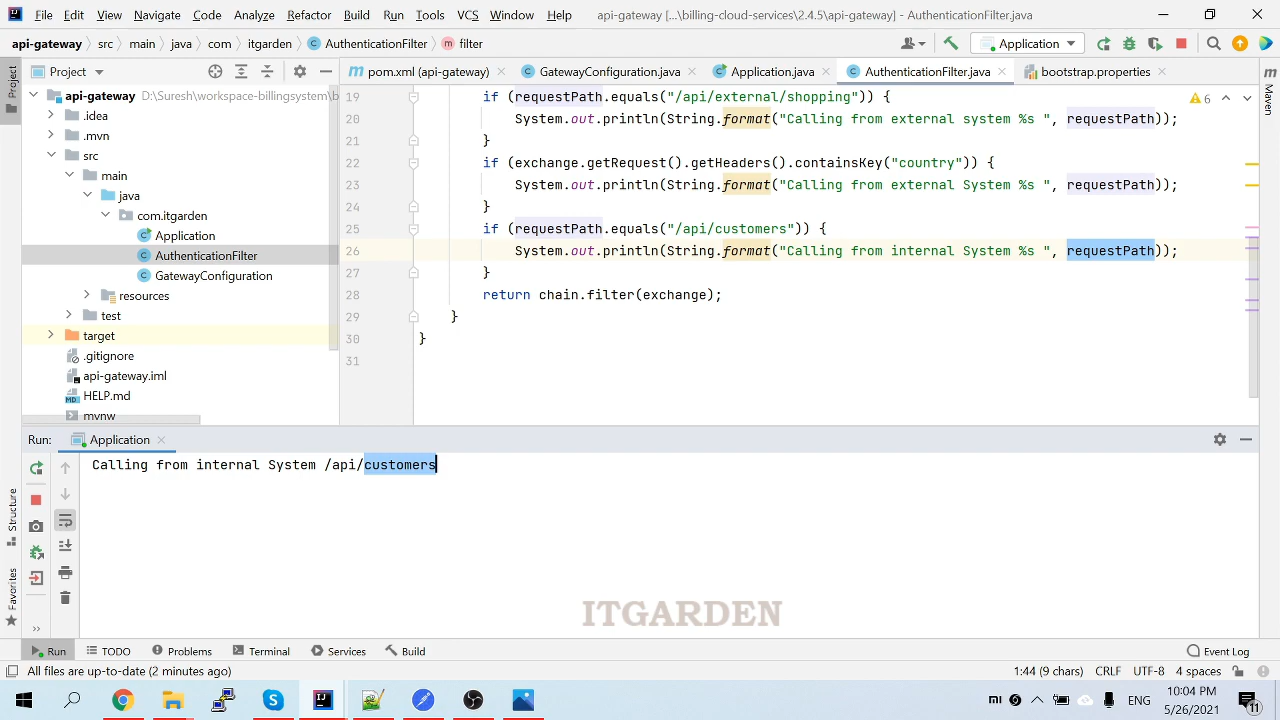 File Edit View Navigate Code Analyze Refactor Build Run Tools VCS Window Help api-gateway [...\billing-cloud-services\2.4.5\api-gateway] - AuthenticationFilter.java
api-gateway src main java com itgarden AuthenticationFilter filter Application
Project pom.xml (api-gateway) GatewayConfiguration.java Application.java AuthenticationFilter.java bootstrap.properties
Project
Maven
Structure
Favorites
api-gateway D:\Suresh\workspace-billingsystem\b
.idea
.mvn
src
main
java
com.itgarden
Application
AuthenticationFilter
GatewayConfiguration
resources
test
target
.gitignore
api-gateway.iml
HELP.md
mvnw
6
19 if (requestPath.equals("/api/external/shopping")) {
20 System.out.println(String.format("Calling from external system %s ", requestPath));
21 }
22 if (exchange.getRequest().getHeaders().containsKey("country")) {
23 System.out.println(String.format("Calling from external System %s ", requestPath));
24 }
25 if (requestPath.equals("/api/customers")) {
26 System.out.println(String.format("Calling from internal System %s ", requestPath));
27 }
28 return chain.filter(exchange);
29 }
30 }
31
Run: Application
Calling from internal System /api/customers
ITGARDEN
Run TODO Problems Terminal Services Build Event Log
All files are up-to-date (2 minutes ago) 1:44 (9 chars) CRLF UTF-8 4 spaces
ENG 10:04 PM
5/26/2021 11